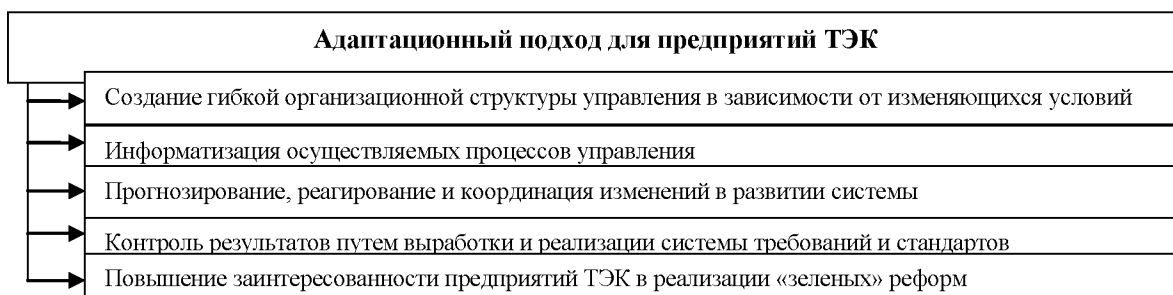 Адаптационный подход для предприятий ТЭК
Создание гибкой организационной структуры управления в зависимости от изменяющихся условий
Информатизация осуществляемых процессов управления
Прогнозирование, реагирование и координация изменений в развитии системы
Контроль результатов путем выработки и реализации системы требований и стандартов
Повышение заинтересованности предприятий ТЭК в реализации «зеленых» реформ